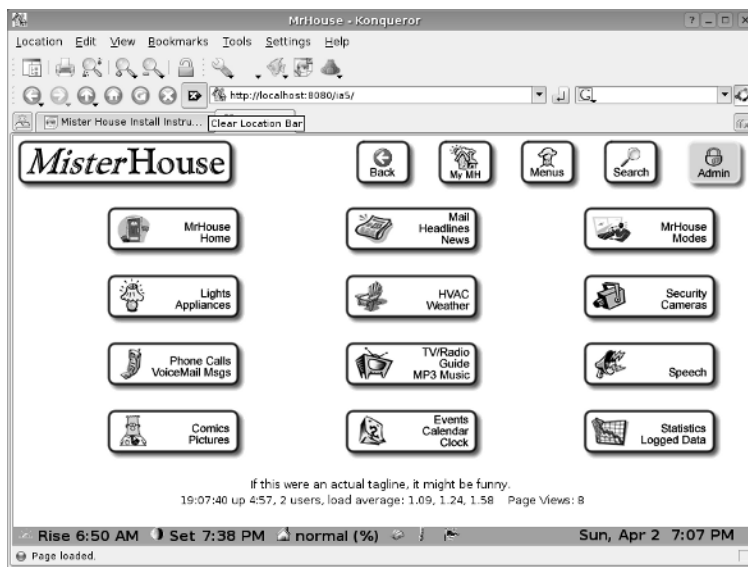 MrHouse - Konqueror
Location Edit View Bookmarks Tools Settings Help
http://localhost:8080/ia5/
Mister House Install Instru...
Clear Location Bar
MisterHouse
Back
My MH
Menus
Search
Admin
MrHouse
Home
Mail
Headlines
News
MrHouse
Modes
Lights
Appliances
HVAC
Weather
Security
Cameras
Phone Calls
VoiceMail Msgs
TV/Radio
Guide
MP3 Music
Speech
Comics
Pictures
Events
Calendar
Clock
Statistics
Logged Data
If this were an actual tagline, it might be funny.
19:07:40 up 4:57, 2 users, load average: 1.09, 1.24, 1.58 Page Views: 8
Rise 6:50 AM Set 7:38 PM normal (%) Sun, Apr 2 7:07 PM
Page loaded.